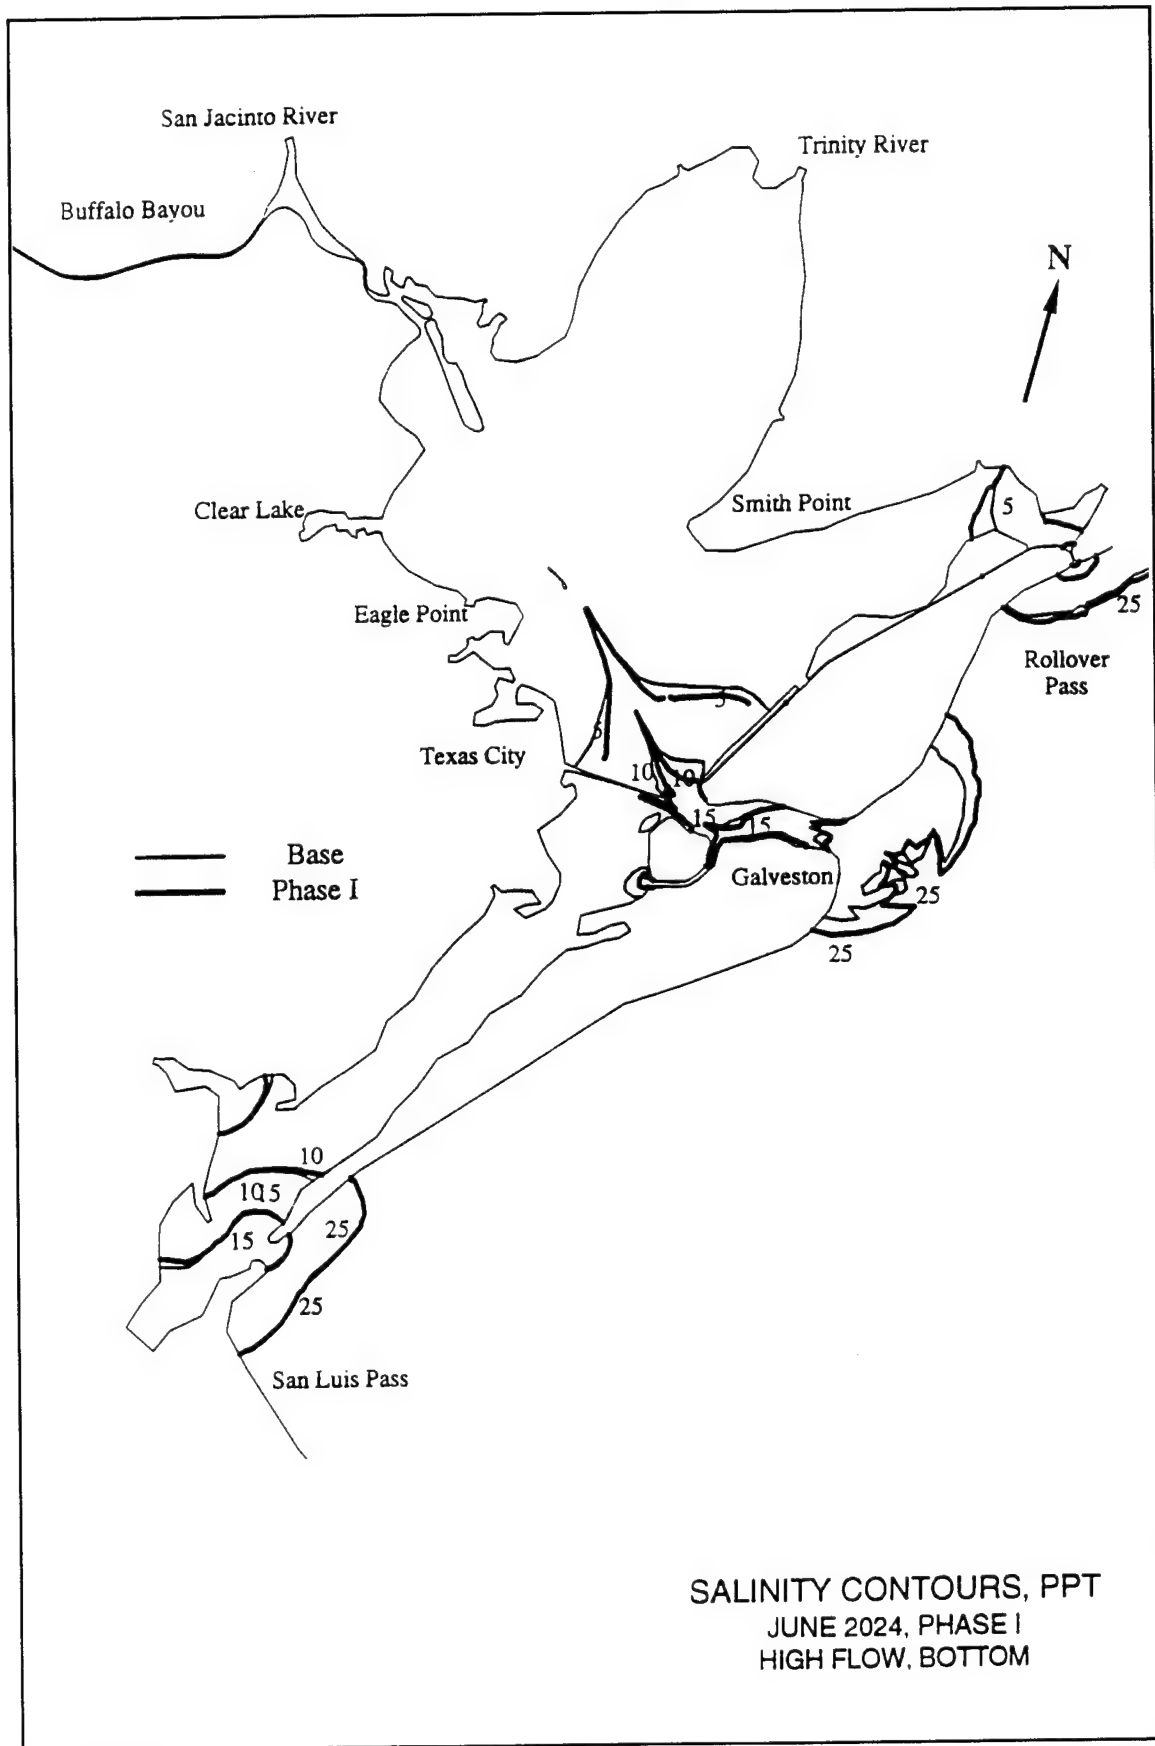 San Jacinto River
Trinity River
Buffalo Bayou
N
Clear Lake
Smith Point
5
Eagle Point
25
Rollover
Pass
5
5
Texas City
10
10
15
15
Base
Phase I
Galveston
25
25
10
10
15
15
25
25
San Luis Pass
SALINITY CONTOURS, PPT
JUNE 2024, PHASE I
HIGH FLOW, BOTTOM